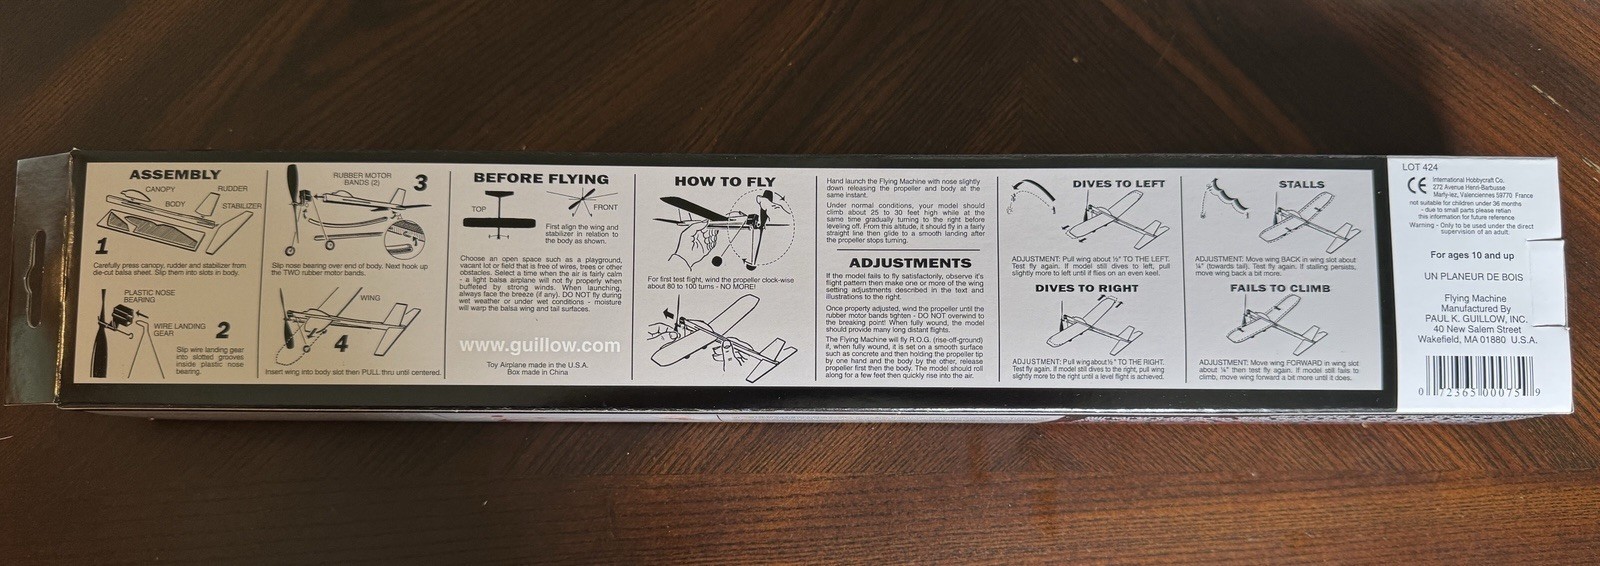 ASSEMBLY
CANOPY
RUDDER
BODY
STABILIZER
1
Carefully press canopy, rudder and stabilizer from
die-cut balsa sheet. Slip them into slots in body.
PLASTIC NOSE
BEARING
WIRE LANDING
GEAR
2
Slip wire landing gear
into slotted grooves
inside plastic nose
bearing.
RUBBER MOTOR
BANDS (2)
3
Slip nose bearing over end of body. Next hook up
the TWO rubber motor bands.
WING
4
Insert wing into body slot then PULL thru until centered.
BEFORE FLYING
TOP
FRONT
First align the wing and
stabilizer in relation to
the body as shown.
Choose an open space such as a playground,
vacant lot or field that is free of wires, trees or other
obstacles. Select a time when the air is fairly calm
- a light balsa airplane will not fly properly when
buffeted by strong winds. When launching,
always face the breeze (if any). DO NOT fly during
wet weather or under wet conditions - moisture
will warp the balsa wing and tail surfaces.
www.guillow.com
Toy Airplane made in the U.S.A.
Box made in China
HOW TO FLY
For first test flight, wind the propeller clock-wise
about 80 to 100 turns - NO MORE!
Hand launch the Flying Machine with nose slightly
down releasing the propeller and body at the
same instant.
Under normal conditions, your model should
climb about 25 to 30 feet high while at the
same time gradually turning to the right before
leveling off. From this altitude, it should fly in a fairly
straight line then glide to a smooth landing after
the propeller stops turning.
ADJUSTMENTS
If the model fails to fly satisfactorily, observe it's
flight pattern then make one or more of the wing
setting adjustments described in the text and
illustrations to the right.
Once properly adjusted, wind the propeller until the
rubber motor bands tighten - DO NOT overwind to
the breaking point! When fully wound, the model
should provide many long distant flights.
The Flying Machine will fly R.O.G. (rise-off-ground)
if, when fully wound, it is set on a smooth surface
such as concrete and then holding the propeller tip
by one hand and the body by the other, release
propeller first then the body. The model should roll
along for a few feet then quickly rise into the air.
DIVES TO LEFT
ADJUSTMENT: Pull wing about ½" TO THE LEFT.
Test fly again. If model still dives to left, pull
slightly more to left until it flies on an even keel.
DIVES TO RIGHT
ADJUSTMENT: Pull wing about ½" TO THE RIGHT.
Test fly again. If model still dives to the right, pull wing
slightly more to the right until a level flight is achieved.
STALLS
ADJUSTMENT: Move wing BACK in wing slot about
¼" (towards tail). Test fly again. If stalling persists,
move wing back a bit more.
FAILS TO CLIMB
ADJUSTMENT: Move wing FORWARD in wing slot
about ¼" then test fly again. If model still fails to
climb, move wing forward a bit more until it does.
LOT 424
CE
International Hobbycraft Co.
272 Avenue Henri-Barbusse
Marly-lez, Valenciennes 59770 France
not suitable for children under 36 months
- due to small parts please retain
this information for future reference.
Warning - Only to be used under the direct
supervision of an adult.
For ages 10 and up
UN PLANEUR DE BOIS
Flying Machine
Manufactured By
PAUL K. GUILLOW, INC.
40 New Salem Street
Wakefield, MA 01880 U.S.A.
0 72365 00075 9